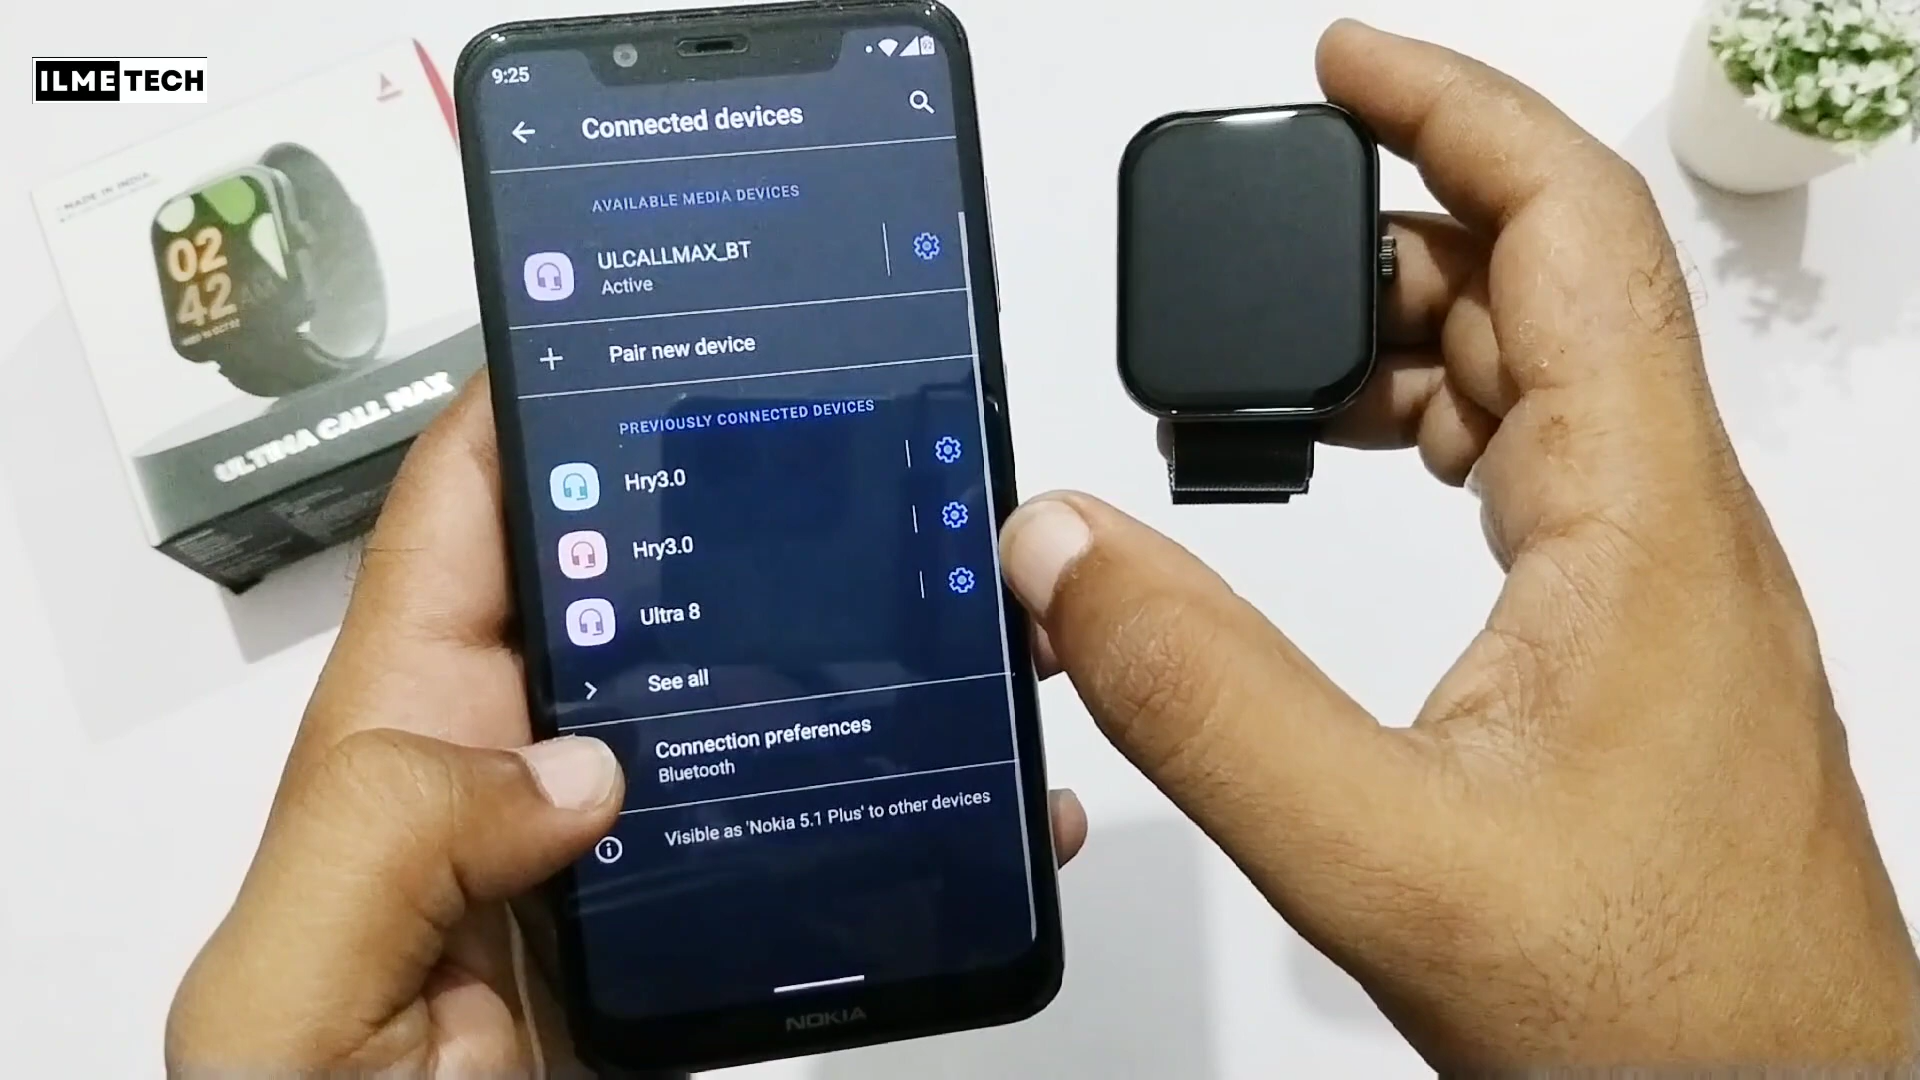 ILMETECH
MADE IN INDIA
02
42 AM
ULTIMA CALL MAX
9:25
Connected devices
AVAILABLE MEDIA DEVICES
ULCALLMAX_BT
Active
Pair new device
PREVIOUSLY CONNECTED DEVICES
Hry3.0
Hry3.0
Ultra 8
See all
Connection preferences
Bluetooth
Visible as 'Nokia 5.1 Plus' to other devices
NOKIA